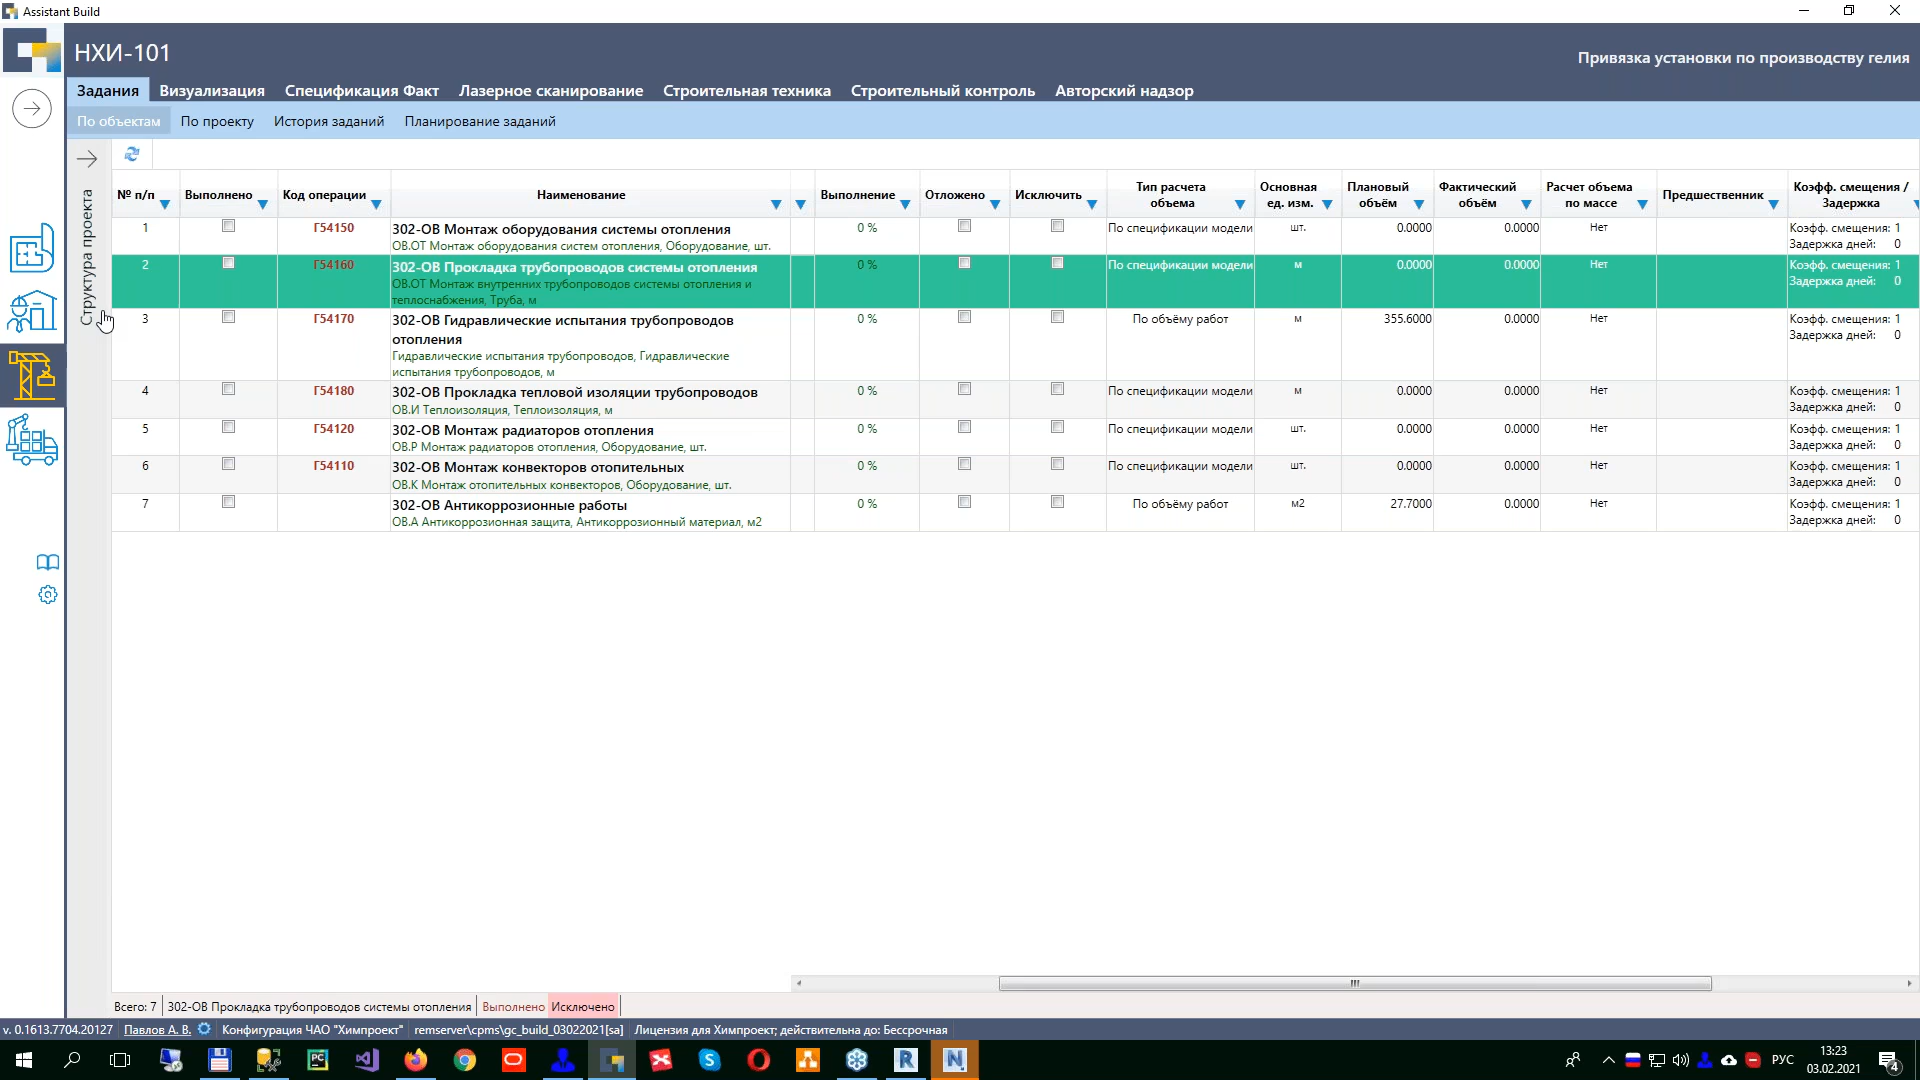 Assistant Build
НХИ-101
Привязка установки по производству гелия
Задания Визуализация Спецификация Факт Лазерное сканирование Строительная техника Строительный контроль Авторский надзор
По объектам По проекту История заданий Планирование заданий
Структура проекта
№ п/п Выполнено Код операции Наименование Выполнение Отложено Исключить Тип расчета объема Основная ед. изм. Плановый объём Фактический объём Расчет объема по массе Предшественник Коэфф. смещения / Задержка
1 Г54150 302-ОВ Монтаж оборудования системы отопления 0 % По спецификации модели шт. 0.0000 0.0000 Нет Коэфф. смещения: 1
ОВ.ОТ Монтаж оборудования систем отопления, Оборудование, шт. Задержка дней: 0
2 Г54160 302-ОВ Прокладка трубопроводов системы отопления 0 % По спецификации модели м 0.0000 0.0000 Нет Коэфф. смещения: 1
ОВ.ОТ Монтаж внутренних трубопроводов системы отопления и Задержка дней: 0
теплоснабжения, Труба, м
3 Г54170 302-ОВ Гидравлические испытания трубопроводов 0 % По объёму работ м 355.6000 0.0000 Нет Коэфф. смещения: 1
отопления Задержка дней: 0
Гидравлические испытания трубопроводов, Гидравлические
испытания трубопроводов, м
4 Г54180 302-ОВ Прокладка тепловой изоляции трубопроводов 0 % По спецификации модели м 0.0000 0.0000 Нет Коэфф. смещения: 1
ОВ.И Теплоизоляция, Теплоизоляция, м Задержка дней: 0
5 Г54120 302-ОВ Монтаж радиаторов отопления 0 % По спецификации модели шт. 0.0000 0.0000 Нет Коэфф. смещения: 1
ОВ.Р Монтаж радиаторов отопления, Оборудование, шт. Задержка дней: 0
6 Г54110 302-ОВ Монтаж конвекторов отопительных 0 % По спецификации модели шт. 0.0000 0.0000 Нет Коэфф. смещения: 1
ОВ.К Монтаж отопительных конвекторов, Оборудование, шт. Задержка дней: 0
7 302-ОВ Антикоррозионные работы 0 % По объёму работ м2 27.7000 0.0000 Нет Коэфф. смещения: 1
ОВ.А Антикоррозионная защита, Антикоррозионный материал, м2 Задержка дней: 0
Всего: 7 302-ОВ Прокладка трубопроводов системы отопления Выполнено Исключено
v. 0.1613.7704.20127 Павлов А. В. Конфигурация ЧАО "Химпроект" remserver\cpms\gc_build_03022021[sa] Лицензия для Химпроект; действительна до: Бессрочная
РУС
13:23
03.02.2021
4